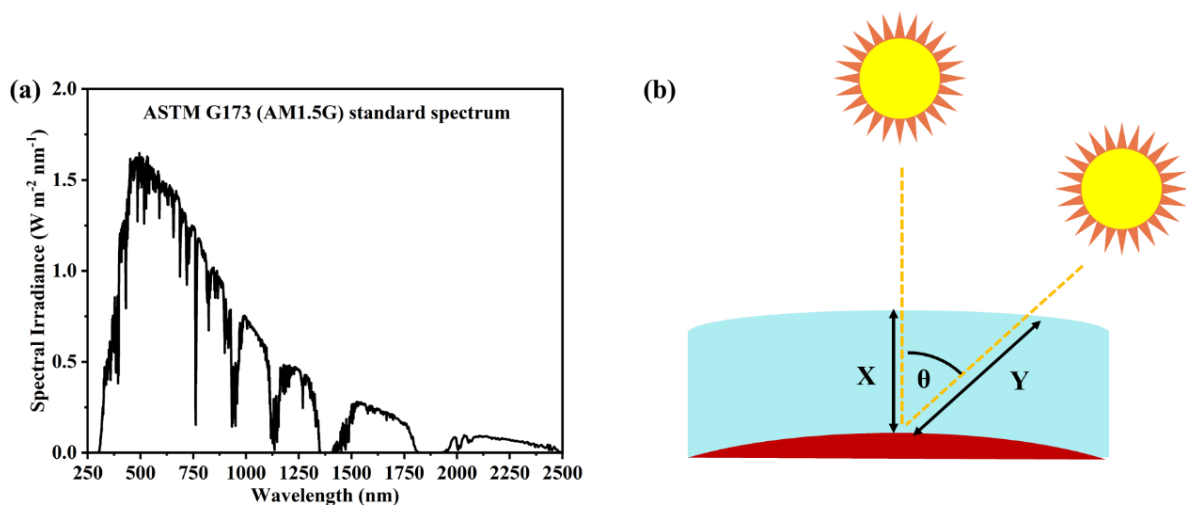 (a)
ASTM G173 (AM1.5G) standard spectrum
Spectral Irradiance (W m⁻² nm⁻¹)
2.0
1.5
1.0
0.5
0.0
250 500 750 1000 1250 1500 1750 2000 2250 2500
Wavelength (nm)
(b)
X θ Y